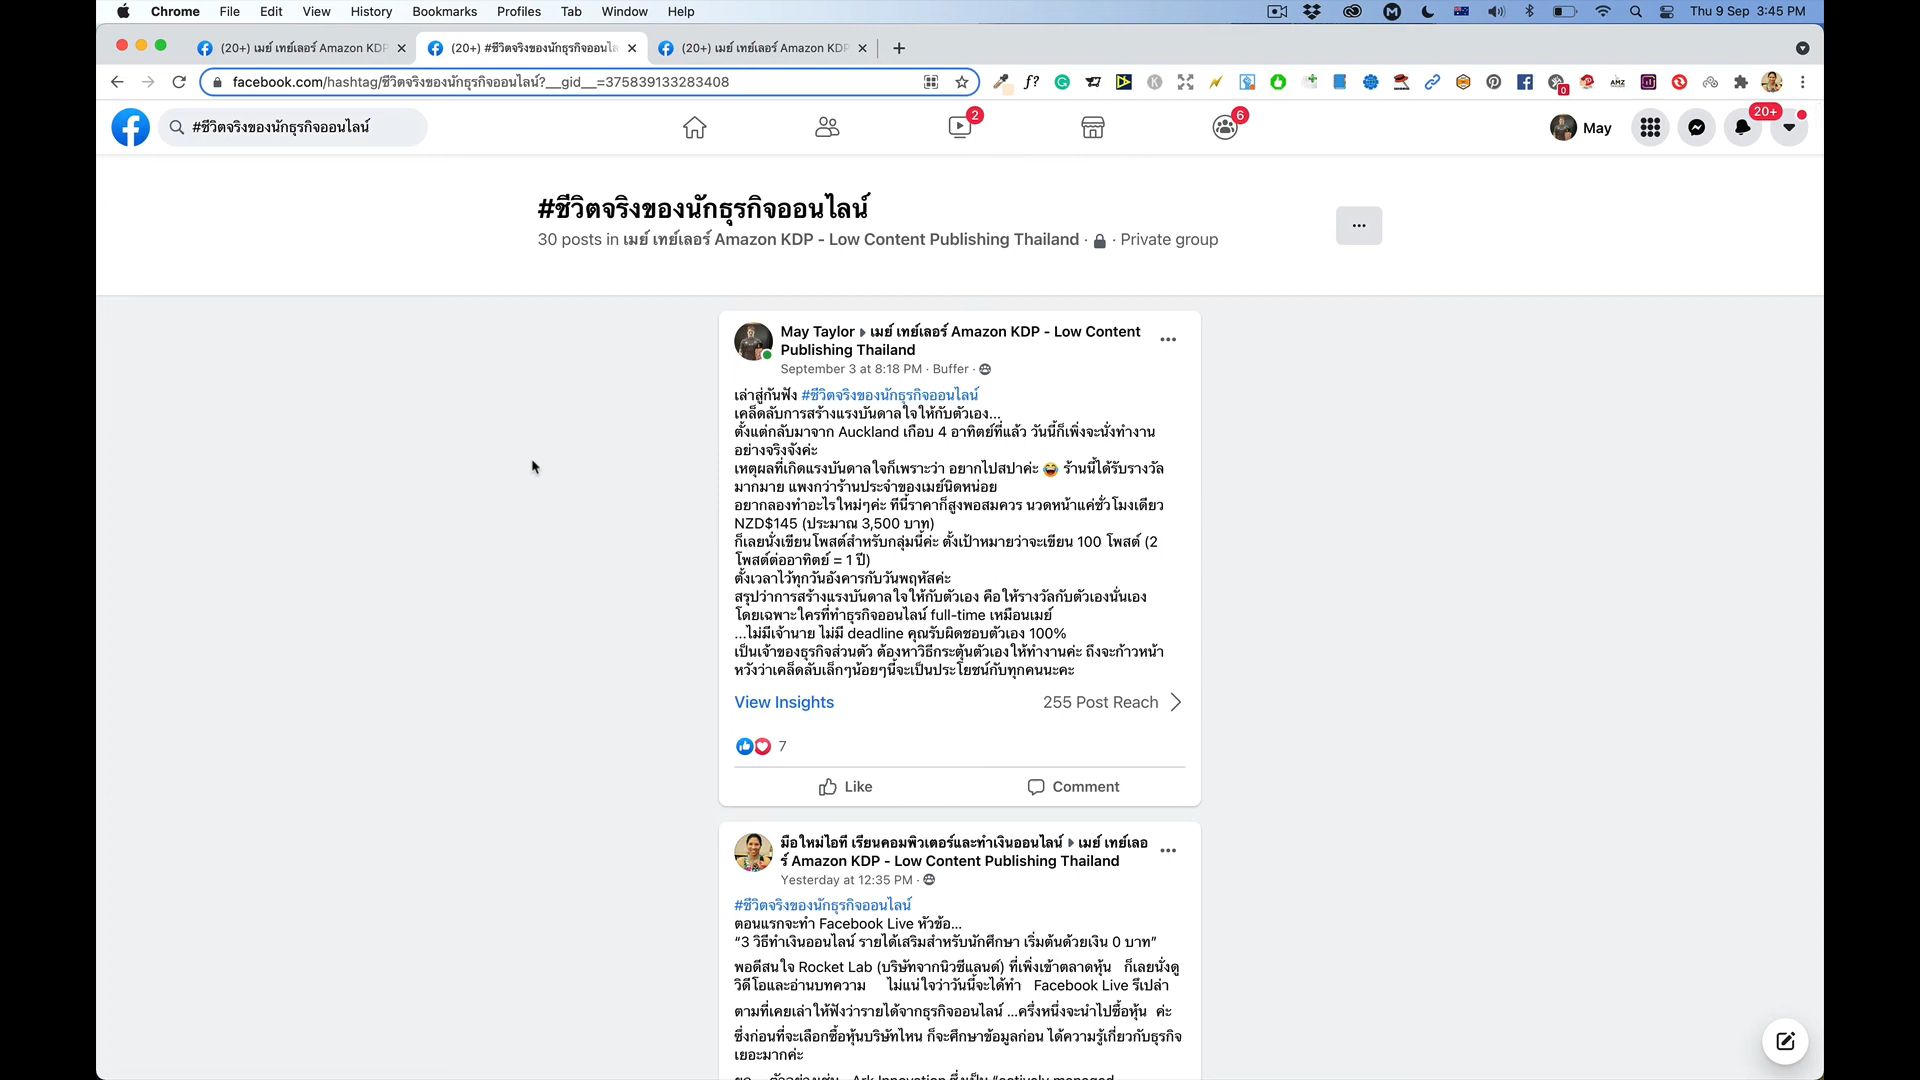 Chrome File Edit View History Bookmarks Profiles Tab Window Help Thu 9 Sep 3:45 PM
(20+) เมย์ เทย์เลอร์ Amazon KDP (20+) #ชีวิตจริงของนักธุรกิจออนไล (20+) เมย์ เทย์เลอร์ Amazon KDP
facebook.com/hashtag/ชีวิตจริงของนักธุรกิจออนไลน์?__gid__=375839133283408
#ชีวิตจริงของนักธุรกิจออนไลน์ 2 6 May 20+
#ชีวิตจริงของนักธุรกิจออนไลน์
30 posts in เมย์ เทย์เลอร์ Amazon KDP - Low Content Publishing Thailand · Private group
May Taylor เมย์ เทย์เลอร์ Amazon KDP - Low Content
Publishing Thailand
September 3 at 8:18 PM · Buffer ·
เล่าสู่กันฟัง #ชีวิตจริงของนักธุรกิจออนไลน์
เคล็ดลับการสร้างแรงบันดาลใจให้กับตัวเอง...
ตั้งแต่กลับมาจาก Auckland เกือบ 4 อาทิตย์ที่แล้ว วันนี้ก็เพิ่งจะนั่งทำงาน
อย่างจริงจังค่ะ
เหตุผลที่เกิดแรงบันดาลใจก็เพราะว่า อยากไปสปาค่ะ 😂 ร้านนี้ได้รับรางวัล
มากมาย แพงกว่าร้านประจำของเมย์นิดหน่อย
อยากลองทำอะไรใหม่ๆค่ะ ทีนี้ราคาก็สูงพอสมควร นวดหน้าแค่ชั่วโมงเดียว
NZD$145 (ประมาณ 3,500 บาท)
ก็เลยนั่งเขียนโพสต์สำหรับกลุ่มนี้ค่ะ ตั้งเป้าหมายว่าจะเขียน 100 โพสต์ (2
โพสต์ต่ออาทิตย์ = 1 ปี)
ตั้งเวลาไว้ทุกวันอังคารกับวันพฤหัสค่ะ
สรุปว่าการสร้างแรงบันดาลใจให้กับตัวเอง คือให้รางวัลกับตัวเองนั่นเอง
โดยเฉพาะใครที่ทำธุรกิจออนไลน์ full-time เหมือนเมย์
...ไม่มีเจ้านาย ไม่มี deadline คุณรับผิดชอบตัวเอง 100%
เป็นเจ้าของธุรกิจส่วนตัว ต้องหาวิธีกระตุ้นตัวเองให้ทำงานค่ะ ถึงจะก้าวหน้า
หวังว่าเคล็ดลับเล็กๆน้อยๆนี้จะเป็นประโยชน์กับทุกคนนะคะ
View Insights 255 Post Reach
7
Like Comment
มือใหม่ไอที เรียนคอมพิวเตอร์และทำเงินออนไลน์ เมย์ เทย์เลอ
ร์ Amazon KDP - Low Content Publishing Thailand
Yesterday at 12:35 PM ·
#ชีวิตจริงของนักธุรกิจออนไลน์
ตอนแรกจะทำ Facebook Live หัวข้อ...
“3 วิธีทำเงินออนไลน์ รายได้เสริมสำหรับนักศึกษา เริ่มต้นด้วยเงิน 0 บาท”
พอดีสนใจ Rocket Lab (บริษัทจากนิวซีแลนด์) ที่เพิ่งเข้าตลาดหุ้น ก็เลยนั่งดู
วิดีโอและอ่านบทความ ไม่แน่ใจว่าวันนี้จะได้ทำ Facebook Live รึเปล่า
ตามที่เคยเล่าให้ฟังว่ารายได้จากธุรกิจออนไลน์ ...ครึ่งหนึ่งจะนำไปซื้อหุ้น ค่ะ
ซึ่งก่อนที่จะเลือกซื้อหุ้นบริษัทไหน ก็จะศึกษาข้อมูลก่อน ได้ความรู้เกี่ยวกับธุรกิจ
เยอะมากค่ะ